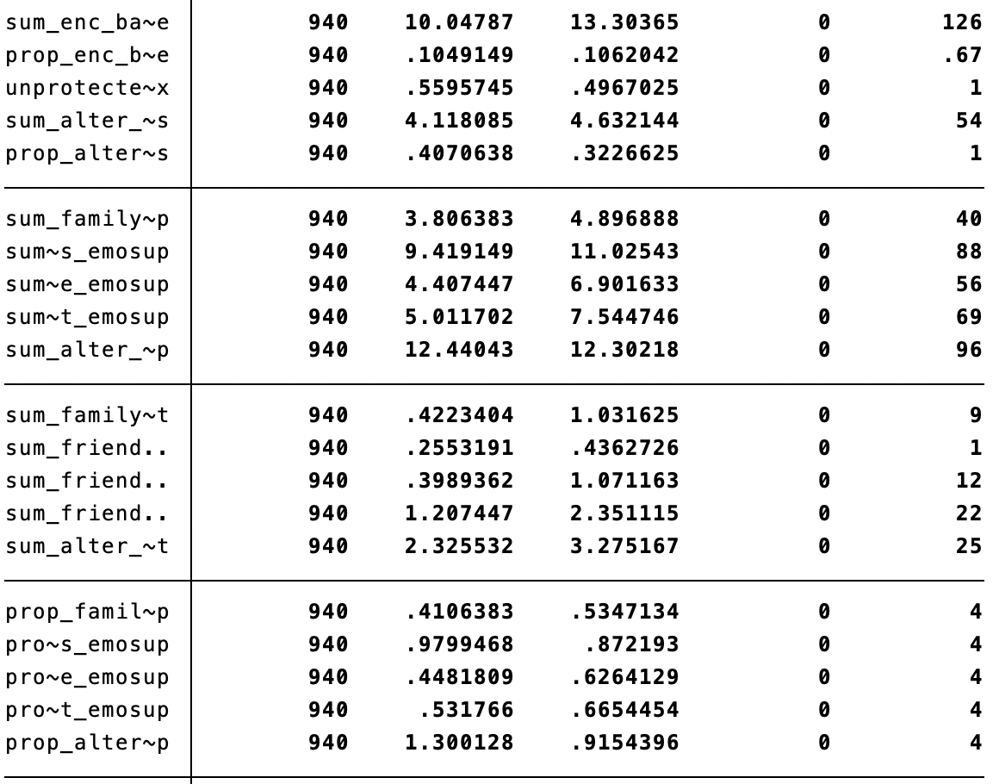 sum_enc_ba~e 940 10.04787 13.30365 0 126
prop_enc_b~e 940 .1049149 .1062042 0 .67
unprotecte~x 940 .5595745 .4967025 0 1
sum_alter_~s 940 4.118085 4.632144 0 54
prop_alter~s 940 .4070638 .3226625 0 1
sum_family~p 940 3.806383 4.896888 0 40
sum~s_emosup 940 9.419149 11.02543 0 88
sum~e_emosup 940 4.407447 6.901633 0 56
sum~t_emosup 940 5.011702 7.544746 0 69
sum_alter_~p 940 12.44043 12.30218 0 96
sum_family~t 940 .4223404 1.031625 0 9
sum_friend.. 940 .2553191 .4362726 0 1
sum_friend.. 940 .3989362 1.071163 0 12
sum_friend.. 940 1.207447 2.351115 0 22
sum_alter_~t 940 2.325532 3.275167 0 25
prop_famil~p 940 .4106383 .5347134 0 4
pro~s_emosup 940 .9799468 .872193 0 4
pro~e_emosup 940 .4481809 .6264129 0 4
pro~t_emosup 940 .531766 .6654454 0 4
prop_alter~p 940 1.300128 .9154396 0 4